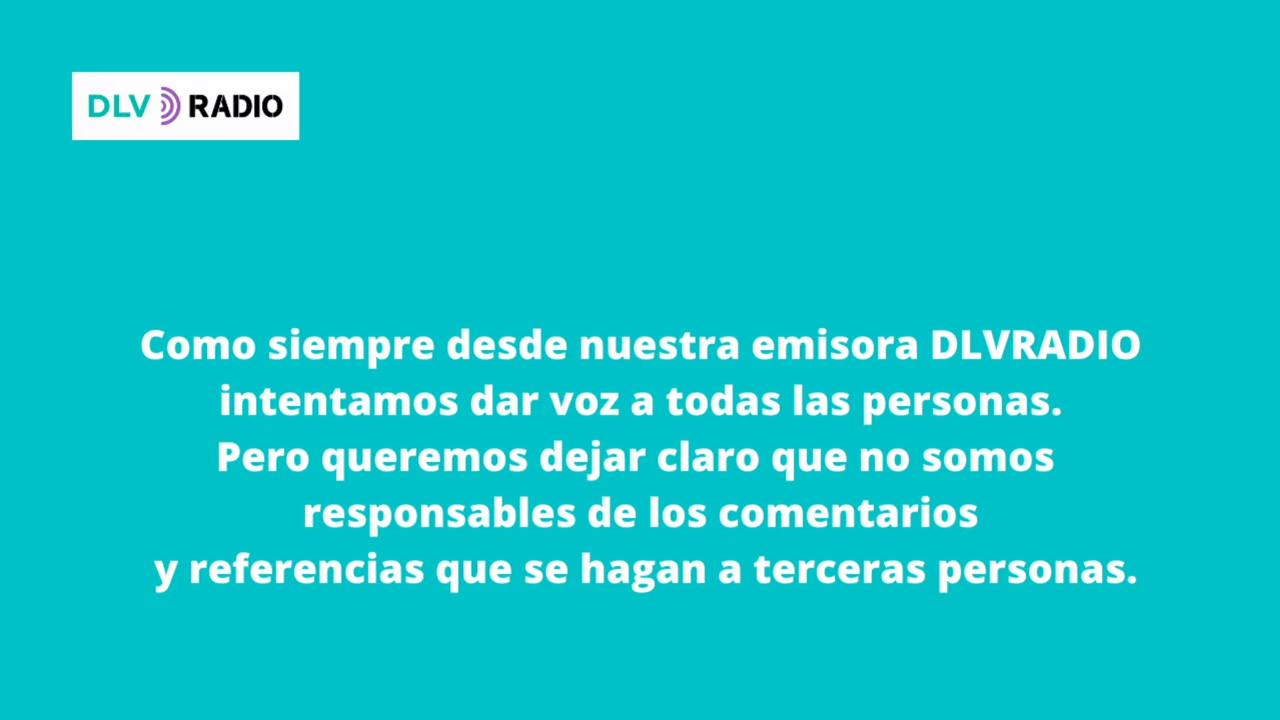 DLV RADIO
Como siempre desde nuestra emisora DLVRADIO
intentamos dar voz a todas las personas.
Pero queremos dejar claro que no somos
responsables de los comentarios
y referencias que se hagan a terceras personas.